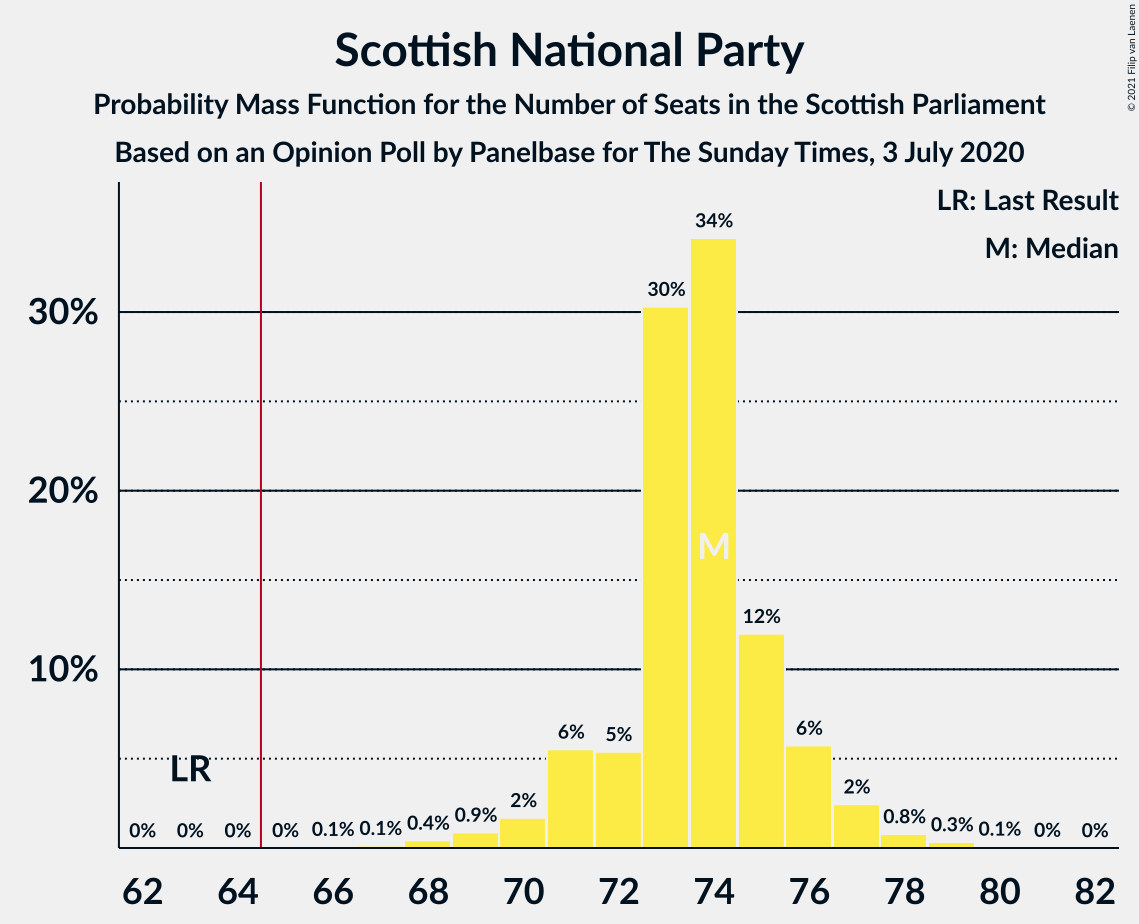 Scottish National Party
Probability Mass Function for the Number of Seats in the Scottish Parliament
Based on an Opinion Poll by Panelbase for The Sunday Times, 3 July 2020
© 2021 Filip van Laenen
LR: Last Result
M: Median
30%
20%
10%
LR
M
0% 0% 0% 0% 0.1% 0.1% 0.4% 0.9% 2% 6% 5% 30% 34% 12% 6% 2% 0.8% 0.3% 0.1% 0% 0%
62 64 66 68 70 72 74 76 78 80 82